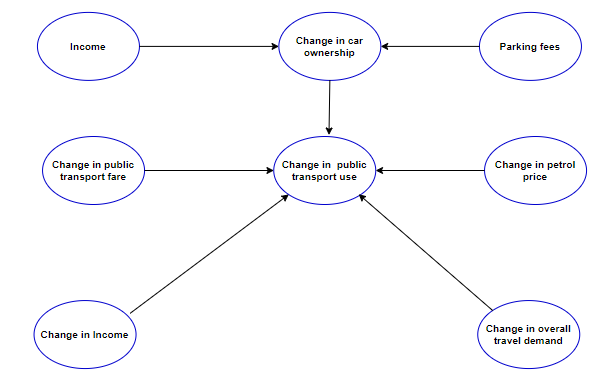 Income
Change in car
ownership
Parking fees
Change in public
transport fare
Change in public
transport use
Change in petrol
price
Change in Income
Change in overall
travel demand